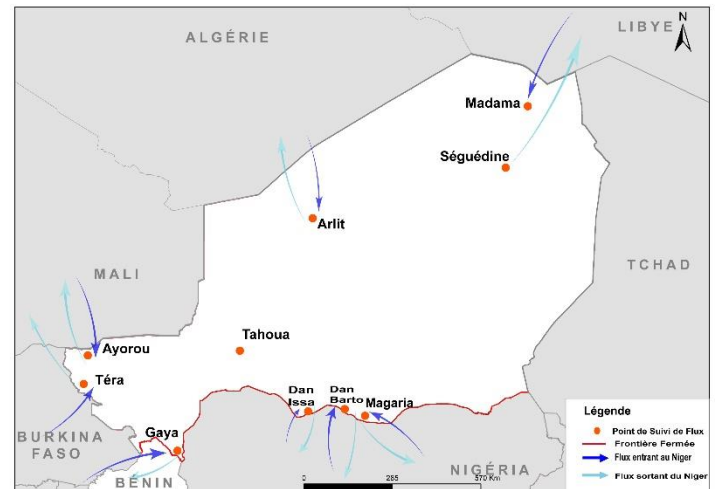 LIBYE
N
ALGÉRIE
Madama
Séguédine
Arlit
TCHAD
MALI
Tahoua
Ayorou
Téra
Dan
Issa
Dan
Barto
Magaria
Gaya
BURKINA
FASO
BÉNIN
NIGÉRIA
0 285 570 Km
Légende
Point de Suivi de Flux
Frontière Fermée
Flux entrant au Niger
Flux sortant du Niger